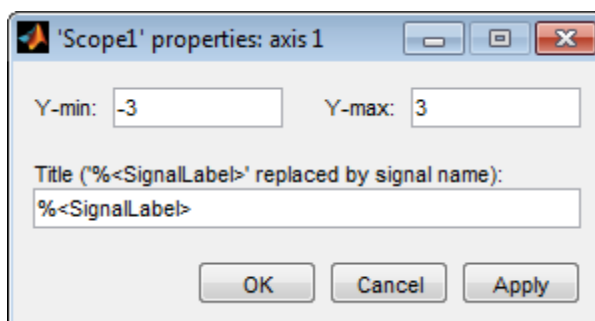 'Scope1' properties: axis 1
Y-min: -3 Y-max: 3
Title ('%<SignalLabel>' replaced by signal name):
%<SignalLabel>
OK Cancel Apply